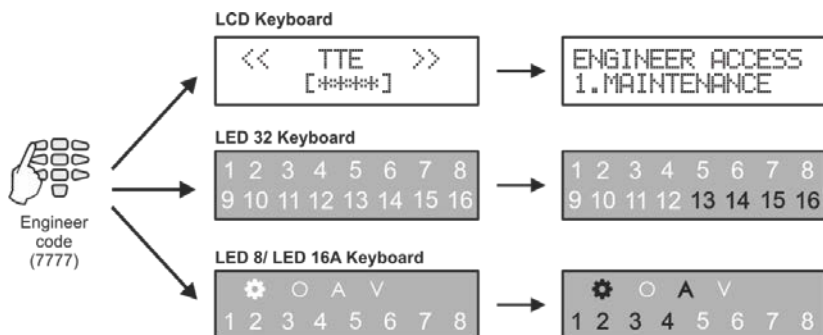 LCD Keyboard
<< TTE >>
[****]
ENGINEER ACCESS
1.MAINTENANCE
LED 32 Keyboard
1 2 3 4 5 6 7 8
9 10 11 12 13 14 15 16
1 2 3 4 5 6 7 8
9 10 11 12 13 14 15 16
Engineer
code
(7777)
LED 8/ LED 16A Keyboard
A V
1 2 3 4 5 6 7 8
A V
1 2 3 4 5 6 7 8